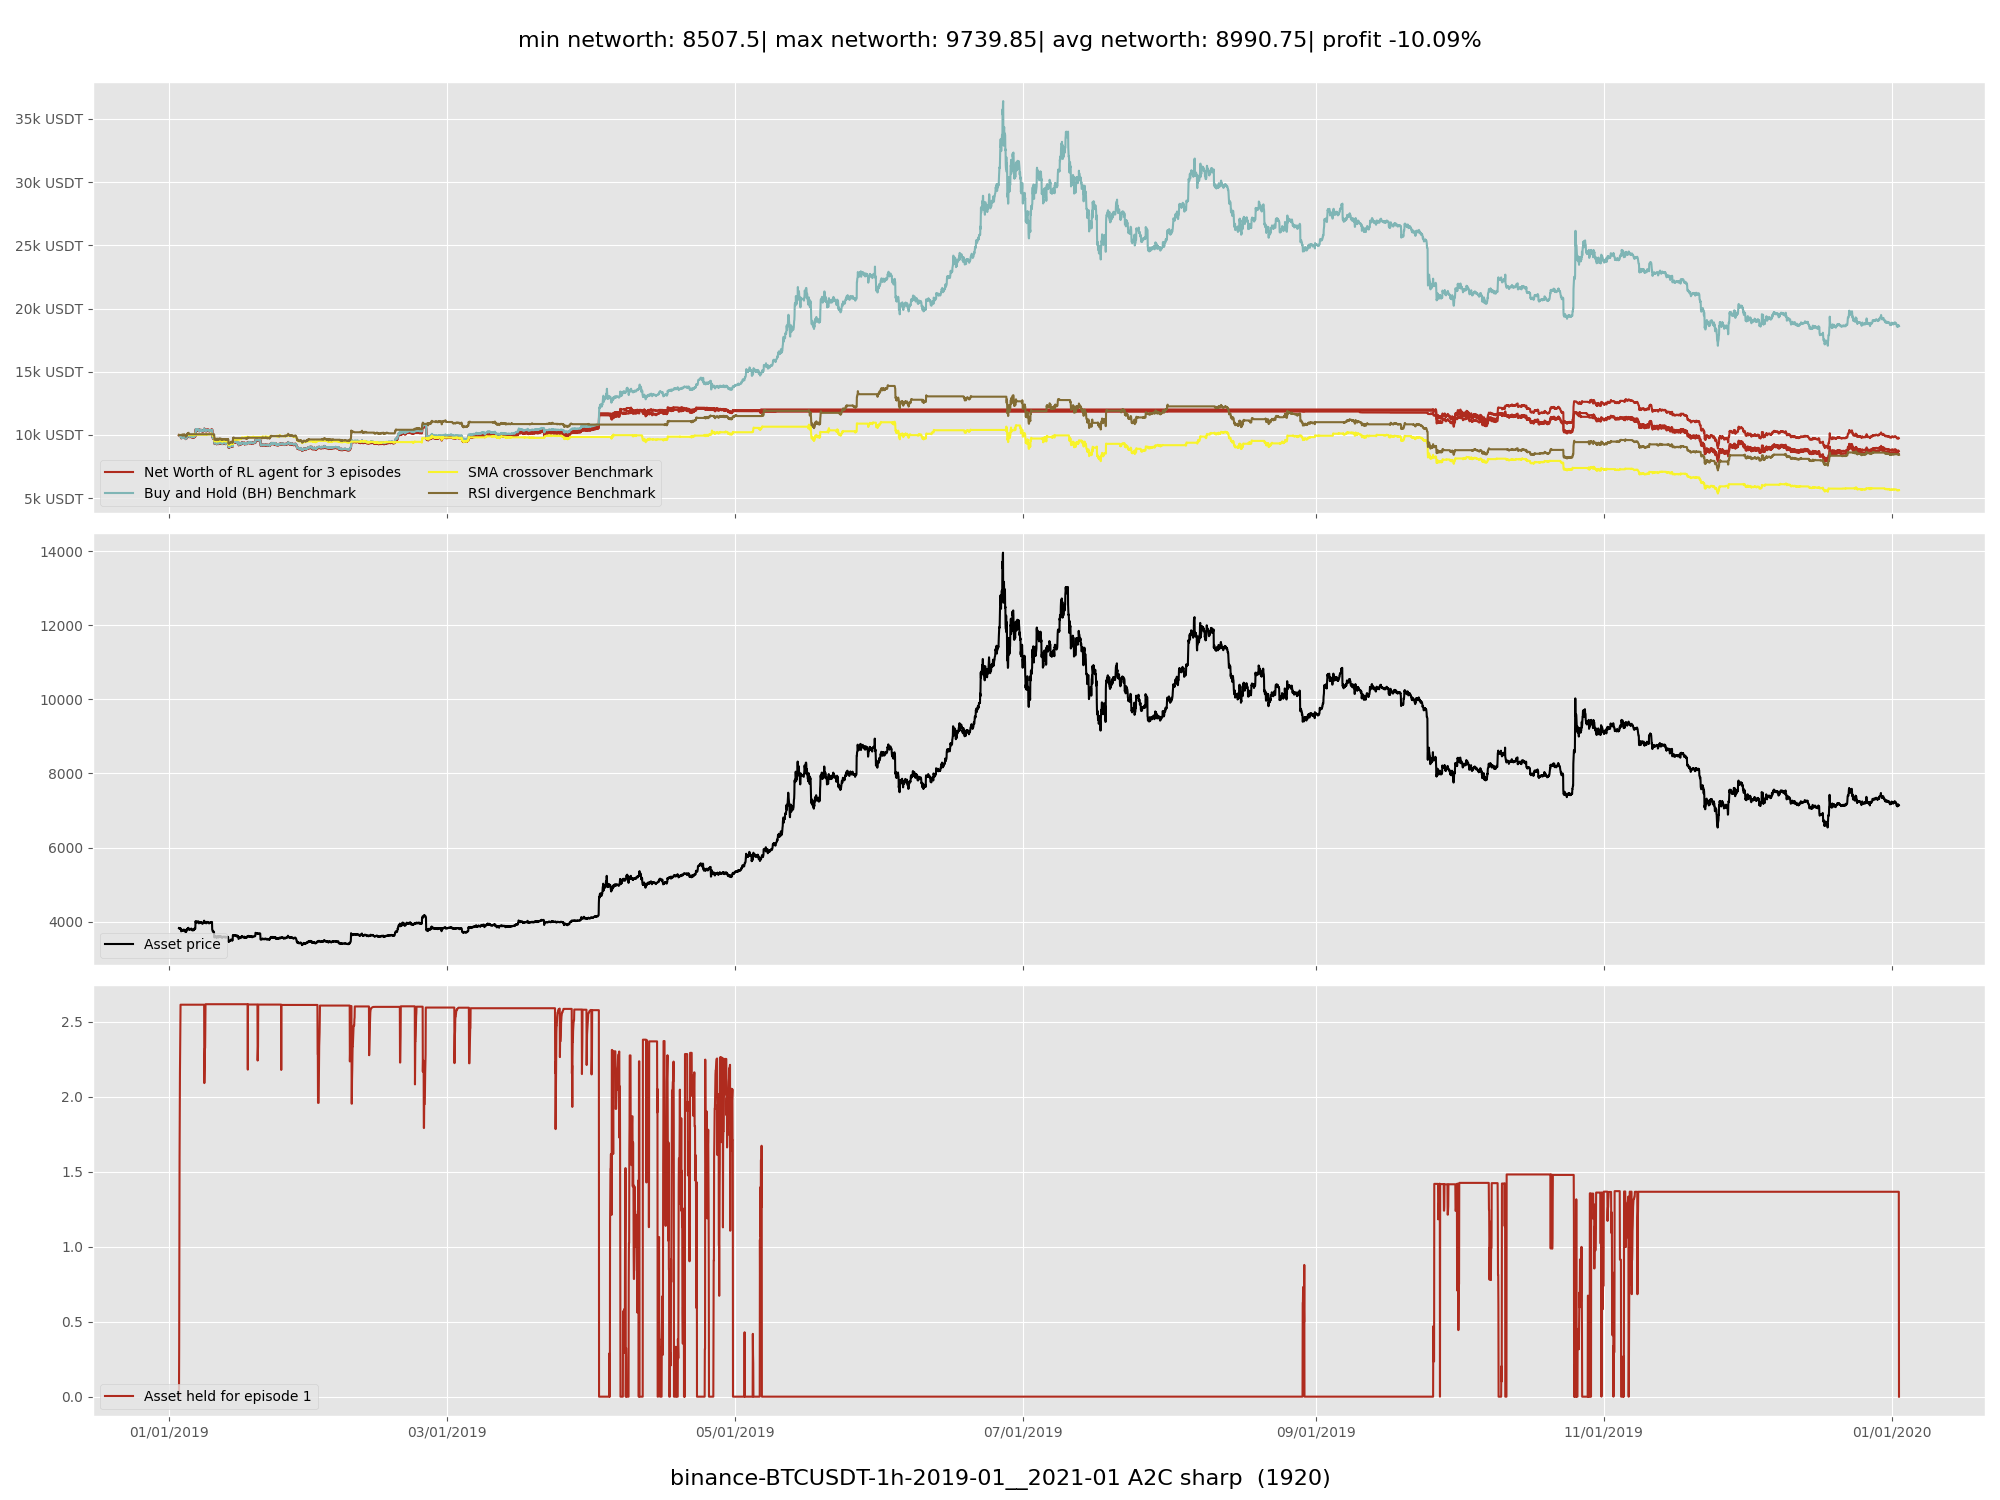 min networth: 8507.5| max networth: 9739.85| avg networth: 8990.75| profit -10.09%
35k USDT
30k USDT
25k USDT
20k USDT
15k USDT
10k USDT
5k USDT
Net Worth of RL agent for 3 episodes
Buy and Hold (BH) Benchmark
SMA crossover Benchmark
RSI divergence Benchmark
14000
12000
10000
8000
6000
4000
Asset price
2.5
2.0
1.5
1.0
0.5
0.0
Asset held for episode 1
01/01/2019 03/01/2019 05/01/2019 07/01/2019 09/01/2019 11/01/2019 01/01/2020
binance-BTCUSDT-1h-2019-01__2021-01 A2C sharp (1920)